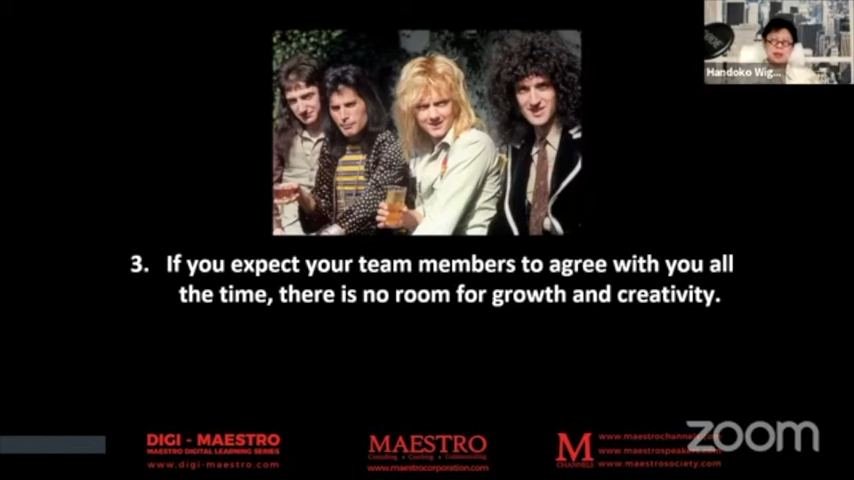 Handoko Wig...
3. If you expect your team members to agree with you all
the time, there is no room for growth and creativity.
DIGI - MAESTRO
MAESTRO DIGITAL LEARNING SERIES
www.digi-maestro.com
MAESTRO
Consulting • Coaching • Communicating
www.maestrocorporation.com
M
CHANNELS
www.maestrochannels.com
www.maestrospeakers.com
www.maestrosociety.com
zoom